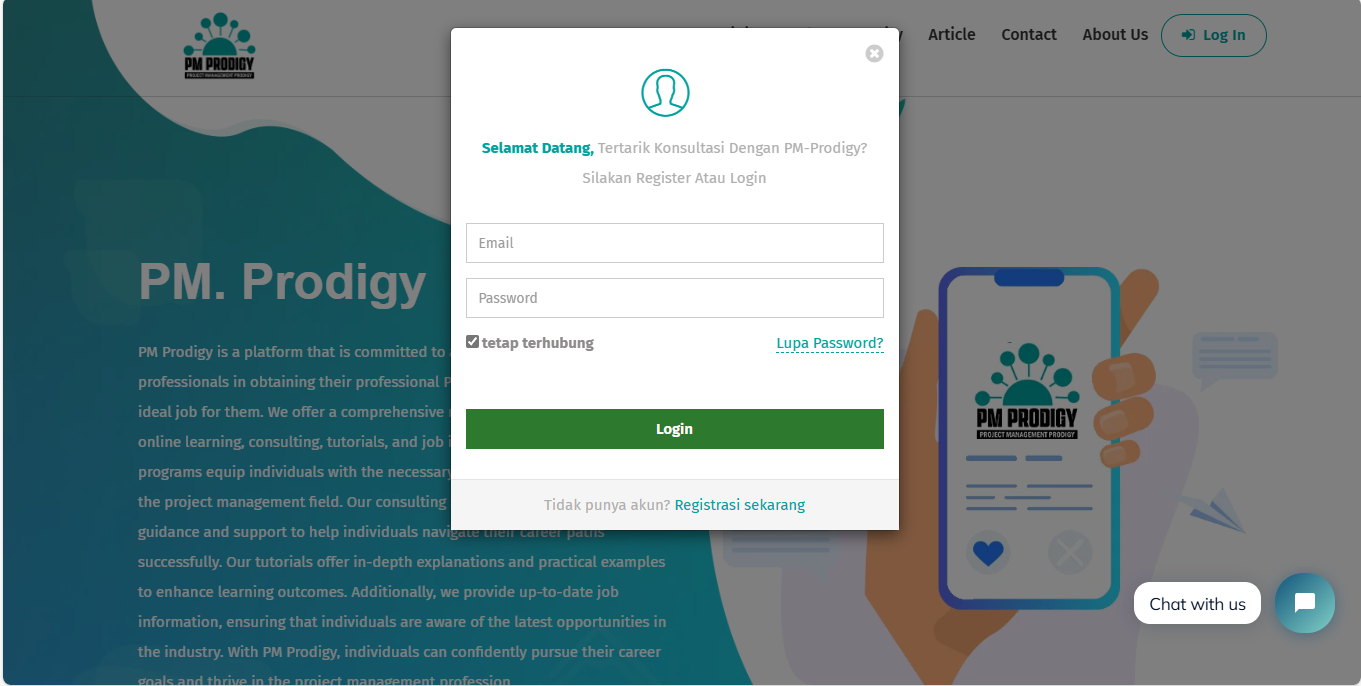 PM PRODIGY
PROJECT MANAGEMENT PRODIGY
Article
Contact
About Us
Log In
Selamat Datang, Tertarik Konsultasi Dengan PM-Prodigy?
Silakan Register Atau Login
Email
Password
tetap terhubung
Lupa Password?
Login
Tidak punya akun? Registrasi sekarang
PM. Prodigy
PM Prodigy is a platform that is committed to
professionals in obtaining their professional
ideal job for them. We offer a comprehensive
online learning, consulting, tutorials, and job
programs equip individuals with the necessary
the project management field. Our consulting
guidance and support to help individuals navigate their career paths
successfully. Our tutorials offer in-depth explanations and practical examples
to enhance learning outcomes. Additionally, we provide up-to-date job
information, ensuring that individuals are aware of the latest opportunities in
the industry. With PM Prodigy, individuals can confidently pursue their career
goals and thrive in the project management profession.
PM PRODIGY
PROJECT MANAGEMENT PRODIGY
Chat with us